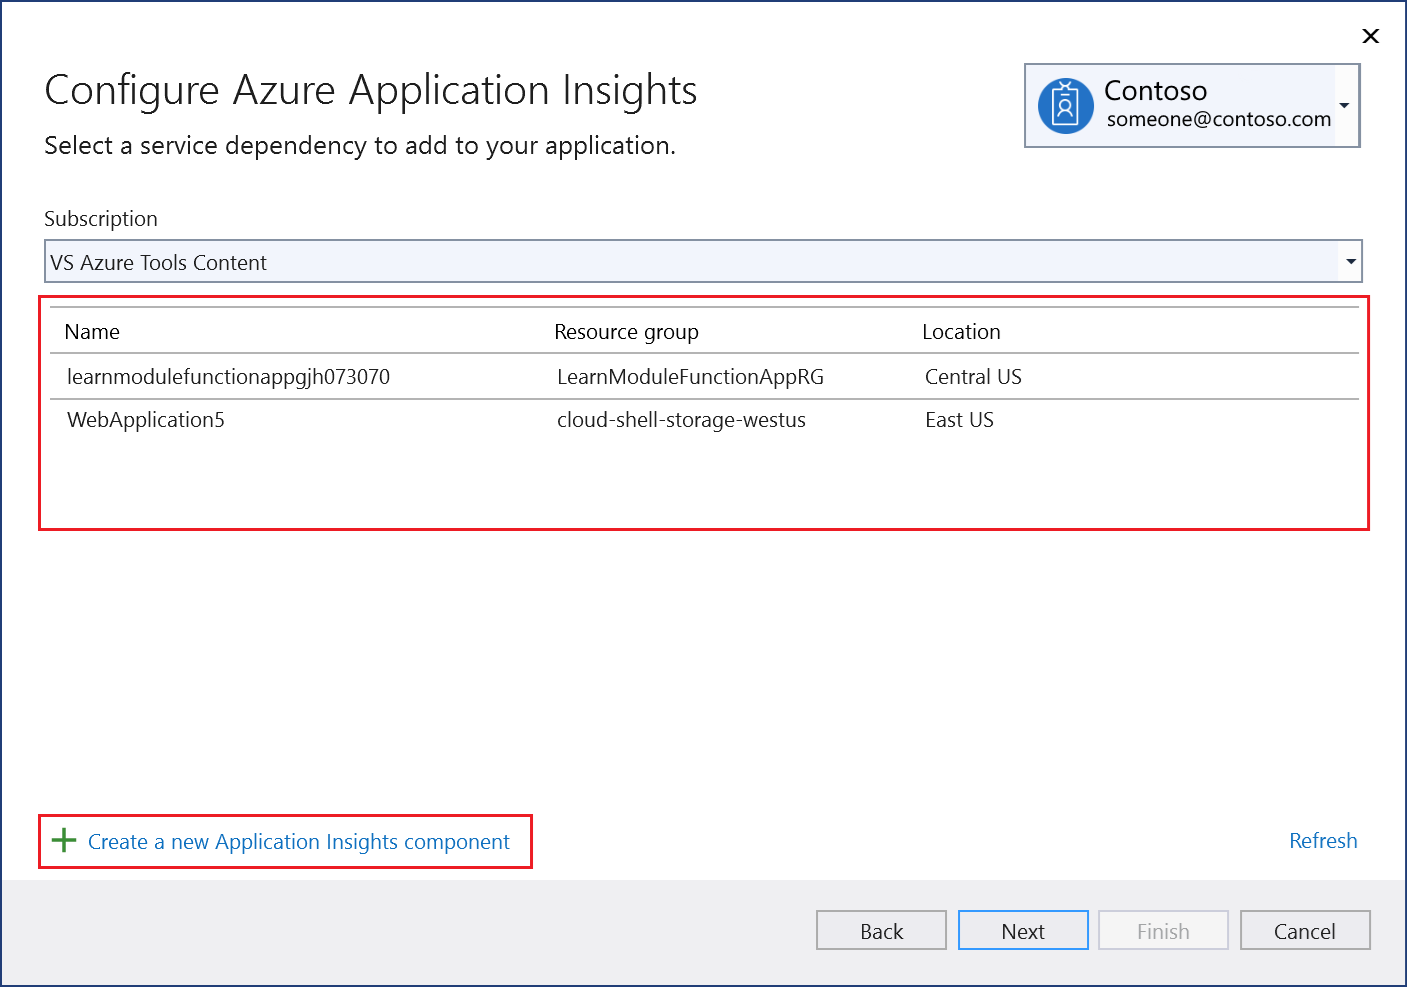 Configure Azure Application Insights
Select a service dependency to add to your application.
Contoso
someone@contoso.com
Subscription
VS Azure Tools Content
Name Resource group Location
learnmodulefunctionappgjh073070 LearnModuleFunctionAppRG Central US
WebApplication5 cloud-shell-storage-westus East US
Create a new Application Insights component
Refresh
Back Next Finish Cancel